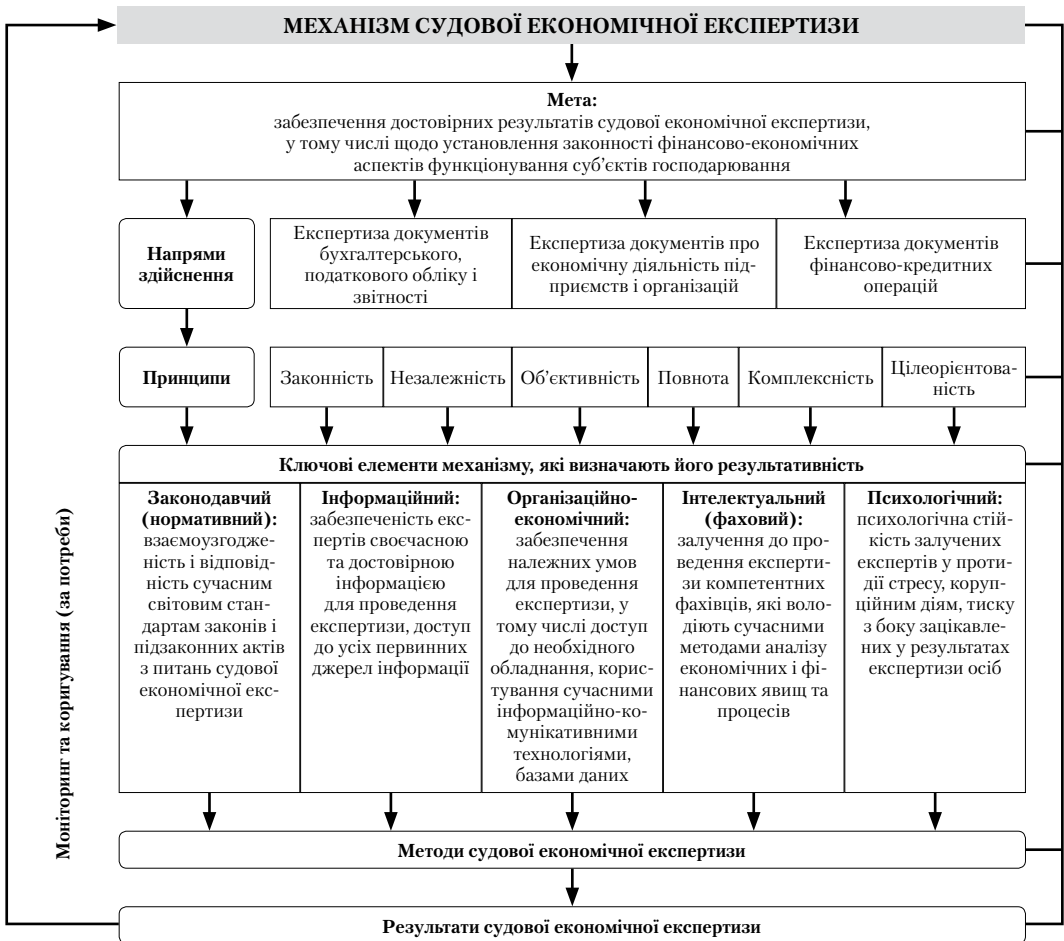 МЕХАНІЗМ СУДОВОЇ ЕКОНОМІЧНОЇ ЕКСПЕРТИЗИ
Мета:
забезпечення достовірних результатів судової економічної експертизи,
у тому числі щодо установлення законності фінансово-економічних
аспектів функціонування суб’єктів господарювання
Напрями
здійснення
Експертиза документів
бухгалтерського,
податкового обліку і
звітності
Експертиза документів про
економічну діяльність під-
приємств і організацій
Експертиза документів
фінансово-кредитних
операцій
Принципи
Законність
Незалежність
Об’єктивність
Повнота
Комплексність
Цілеорієнтова-
ність
Ключові елементи механізму, які визначають його результативність
Законодавчий
(нормативний):
взаємоузгодже-
ність і відповід-
ність сучасним
світовим стан-
дартам законів і
підзаконних актів
з питань судової
економічної екс-
пертизи
Інформаційний:
забезпеченість екс-
пертів своєчасною
та достовірною
інформацією
для проведення
експертизи, доступ
до усіх первинних
джерел інформації
Організаційно-
економічний:
забезпечення
належних умов
для проведення
експертизи, у
тому числі доступ
до необхідного
обладнання, корис-
тування сучасними
інформаційно-ко-
мунікативними
технологіями,
базами даних
Інтелектуальний
(фаховий):
залучення до про-
ведення експерти-
зи компетентних
фахівців, які воло-
діють сучасними
методами аналізу
економічних і фі-
нансових явищ та
процесів
Психологічний:
психологічна стій-
кість залучених
експертів у проти-
дії стресу, коруп-
ційним діям, тиску
з боку зацікавле-
них у результатах
експертизи осіб
Методи судової економічної експертизи
Результати судової економічної експертизи
Моніторинг та коригування (за потреби)